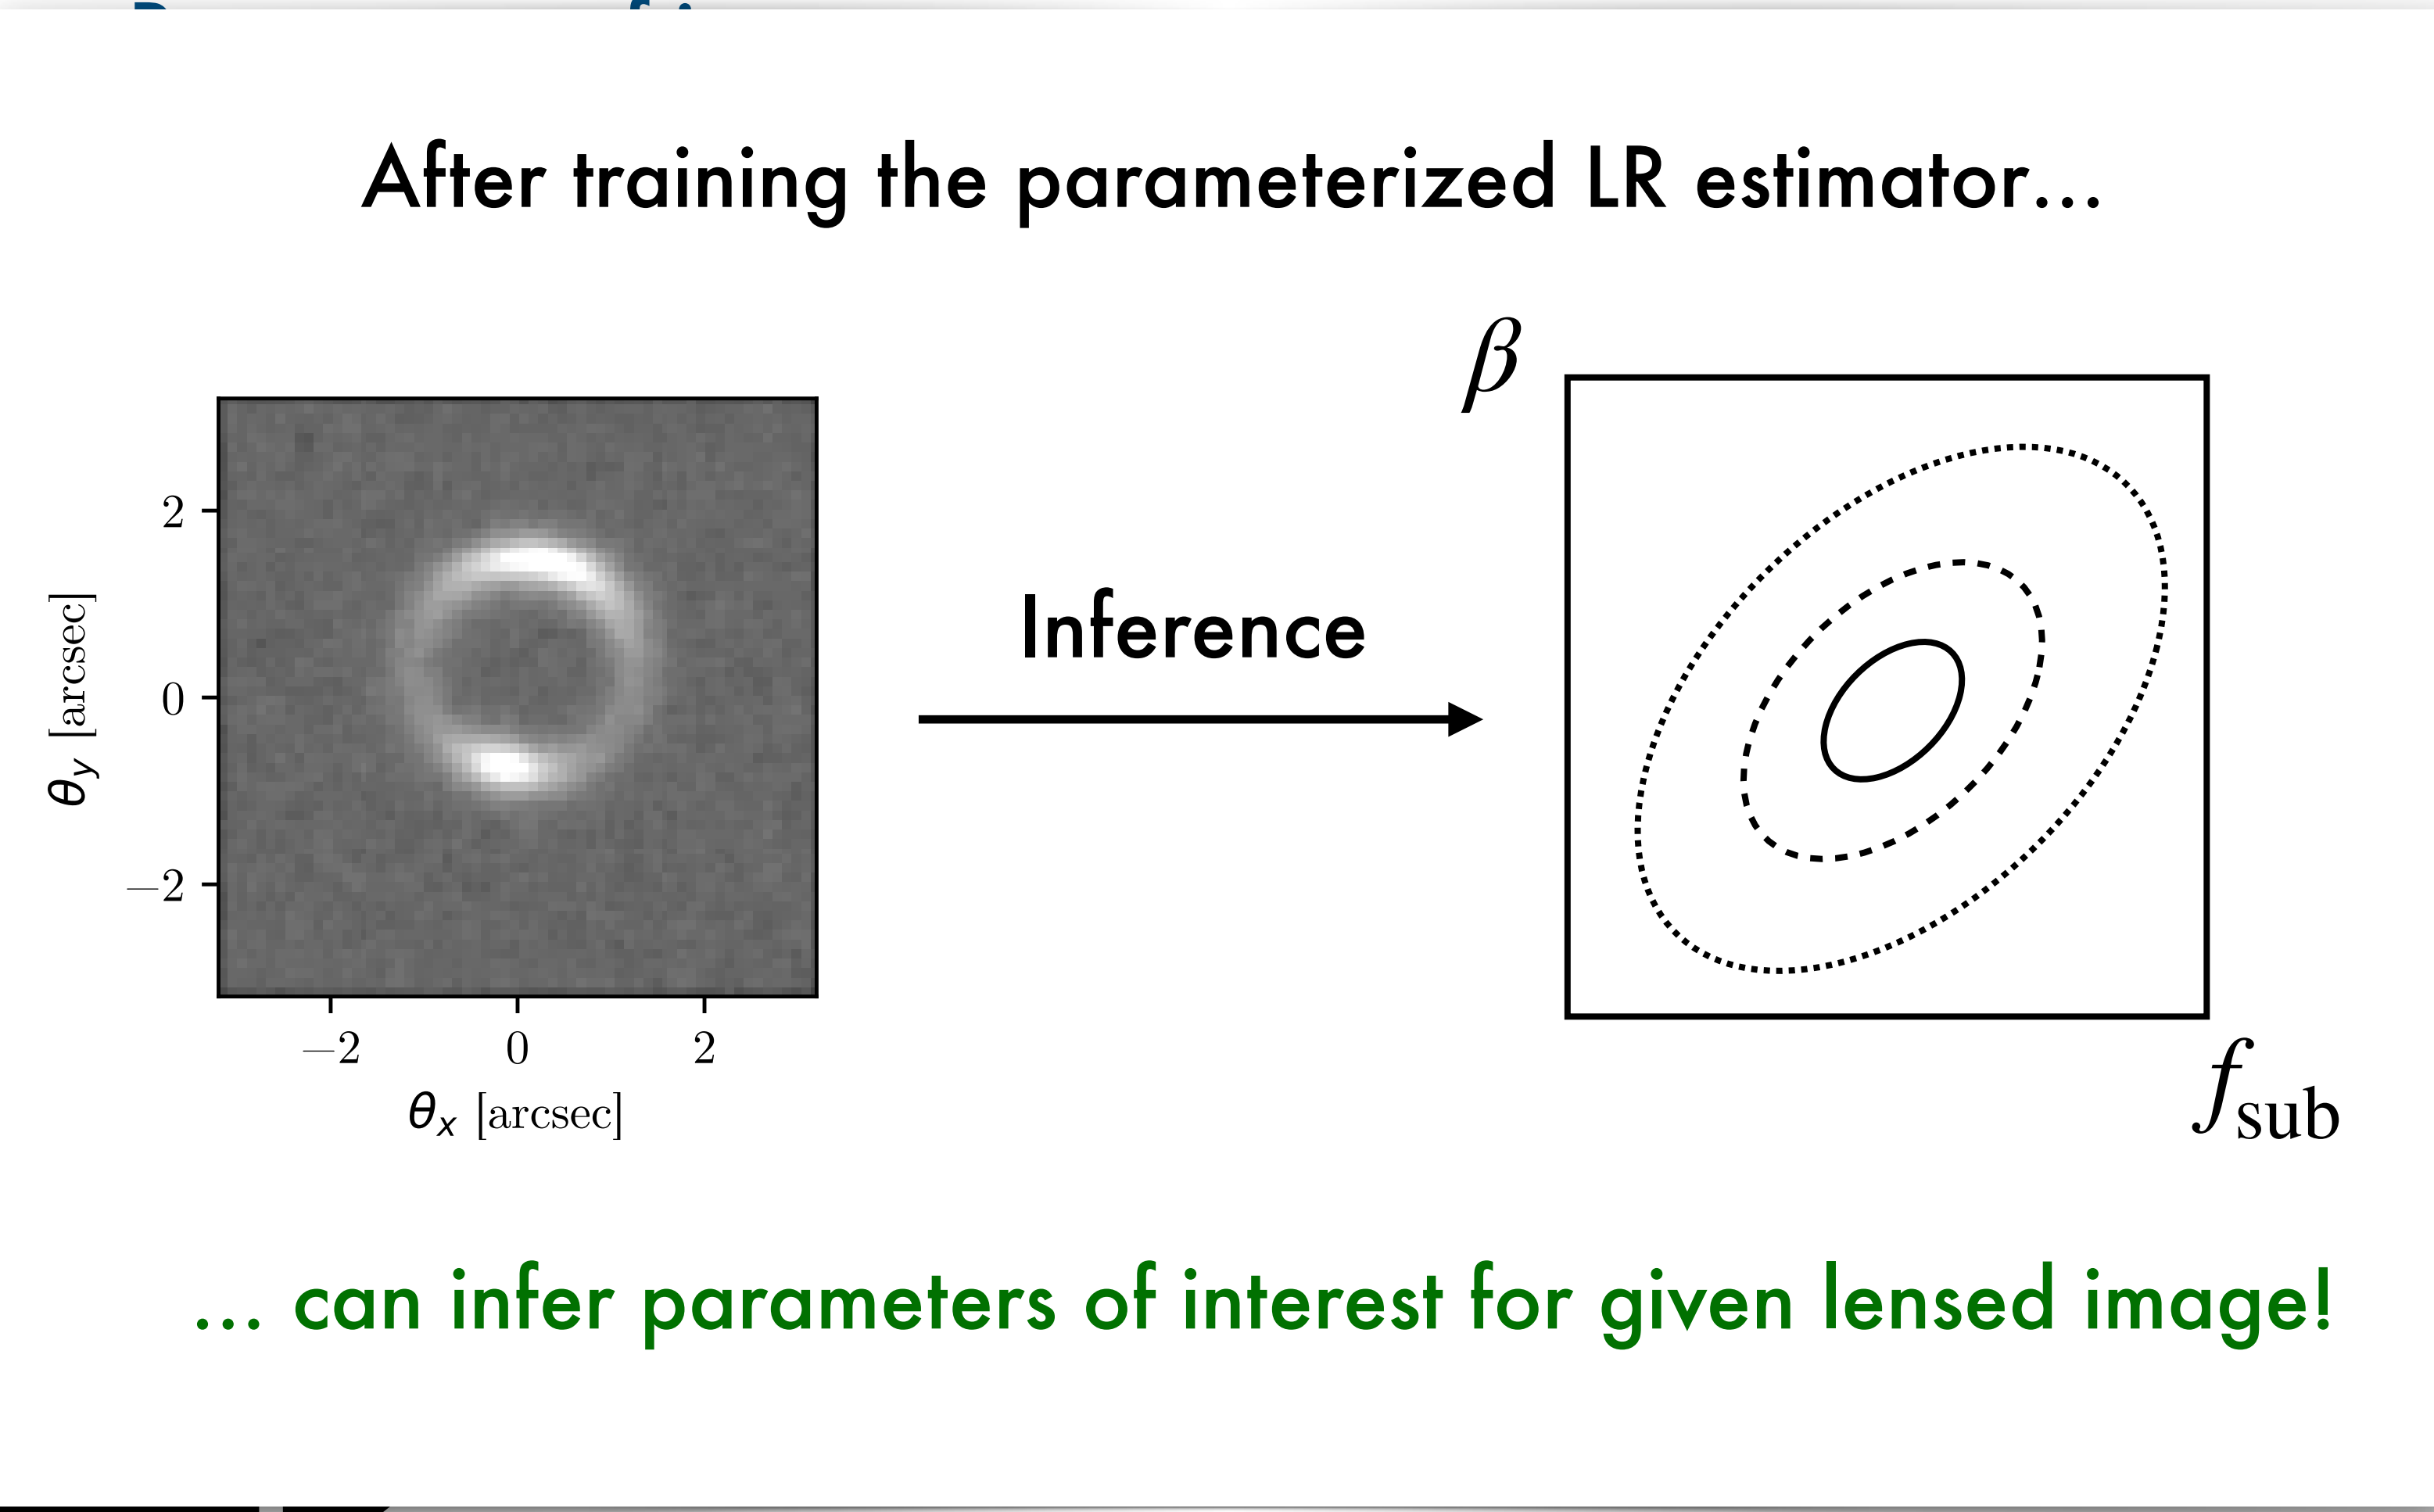 After training the parameterized LR estimator...
β
2
0
−2
θy [arcsec]
−2 0 2
θx [arcsec]
Inference
fsub
... can infer parameters of interest for given lensed image!